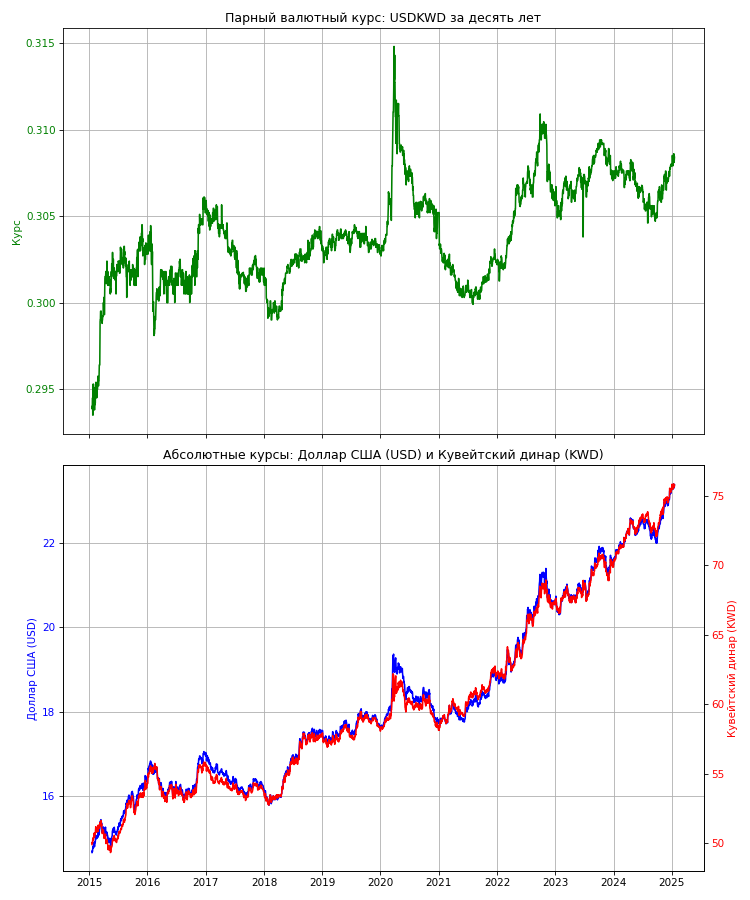 Парный валютный курс: USDKWD за десять лет
0.315
0.310
0.305
0.300
0.295
Курс
Абсолютные курсы: Доллар США (USD) и Кувейтский динар (KWD)
22
20
18
16
Доллар США (USD)
75
70
65
60
55
50
Кувейтский динар (KWD)
2015 2016 2017 2018 2019 2020 2021 2022 2023 2024 2025